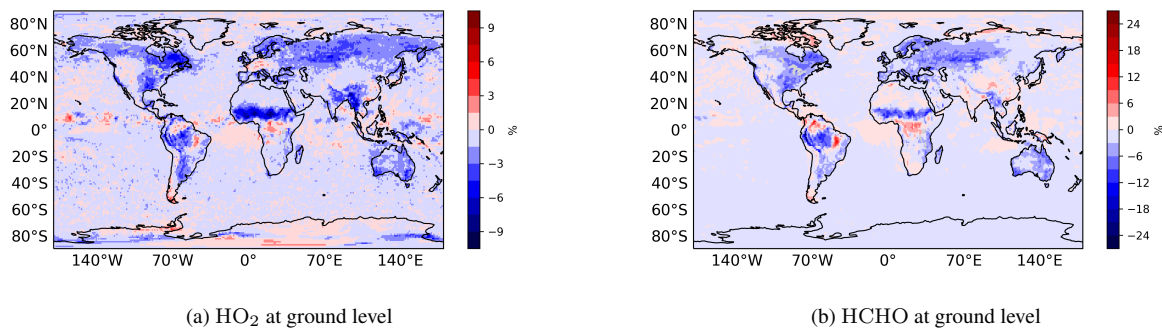 80°N
60°N
40°N
20°N
0°
20°S
40°S
60°S
80°S
140°W 70°W 0° 70°E 140°E
9
6
3
0
−3
−6
−9
%
80°N
60°N
40°N
20°N
0°
20°S
40°S
60°S
80°S
140°W 70°W 0° 70°E 140°E
24
18
12
6
0
−6
−12
−18
−24
%
(a) HO₂ at ground level
(b) HCHO at ground level